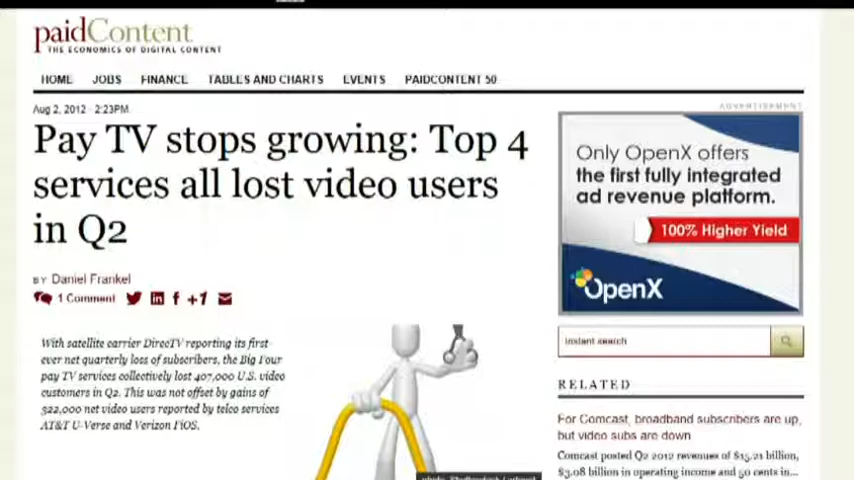 paidContent
THE ECONOMICS OF DIGITAL CONTENT
HOME JOBS FINANCE TABLES AND CHARTS EVENTS PAIDCONTENT 50
Aug 2, 2012 - 2:23PM
Pay TV stops growing: Top 4
services all lost video users
in Q2
BY Daniel Frankel
1 Comment
With satellite carrier DirecTV reporting its first-
ever net quarterly loss of subscribers, the Big Four
pay TV services collectively lost 407,000 U.S. video
customers in Q2. This was not offset by gains of
322,000 net video users reported by telco services
AT&T U-Verse and Verizon FiOS.
ADVERTISEMENT
Only OpenX offers
the first fully integrated
ad revenue platform.
100% Higher Yield
OpenX
instant search
RELATED
For Comcast, broadband subscribers are up,
but video subs are down
Comcast posted Q2 2012 revenues of $15.21 billion,
$3.08 billion in operating income and 50 cents in...